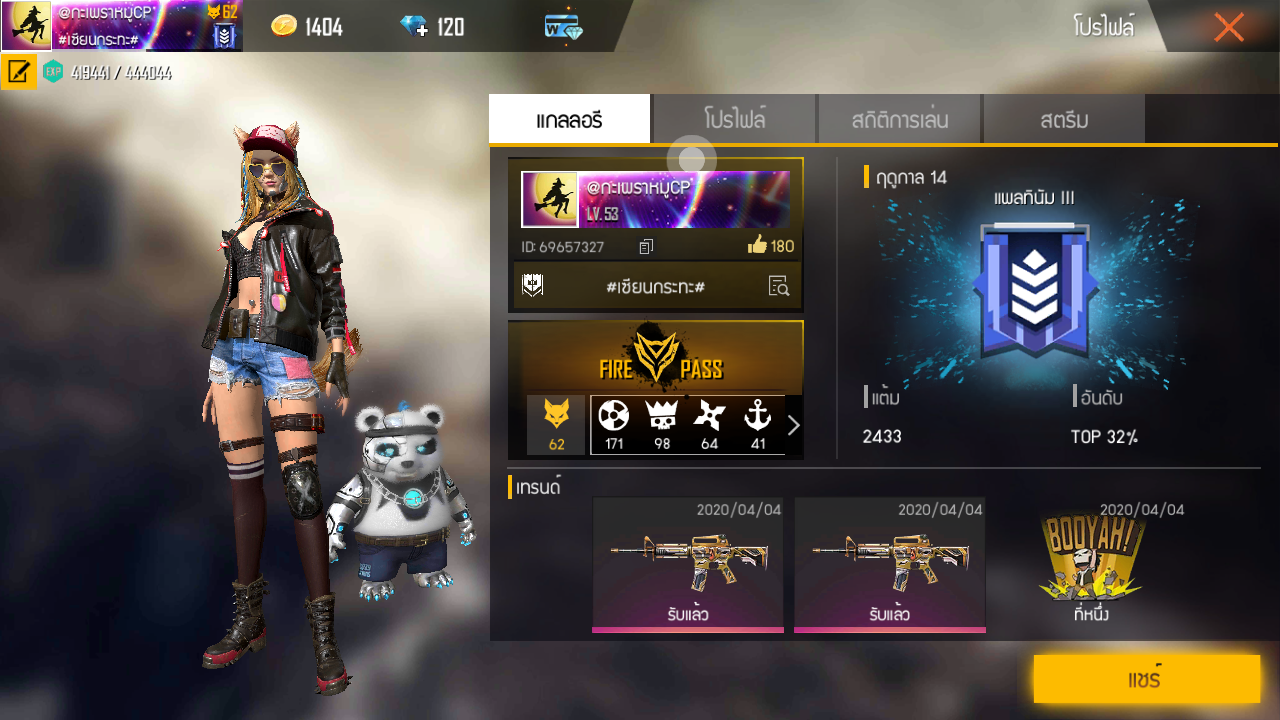 @กะเพราหมูCP
62
#เซียนกระทะ#
1404
120
W
โปรไฟล์
EXP
419441 / 444044
แกลลอรี
โปรไฟล์
สถิติการเล่น
สตรีม
@กะเพราหมูCP
LV. 53
ID: 69657327
180
#เซียนกระทะ#
FIRE PASS
62
171
98
64
41
ฤดูกาล 14
แพลทินัม III
แต้ม
2433
อันดับ
TOP 32%
เทรนด์
2020/04/04
รับแล้ว
2020/04/04
รับแล้ว
2020/04/04
BOOYAH!
ที่หนึ่ง
แชร์